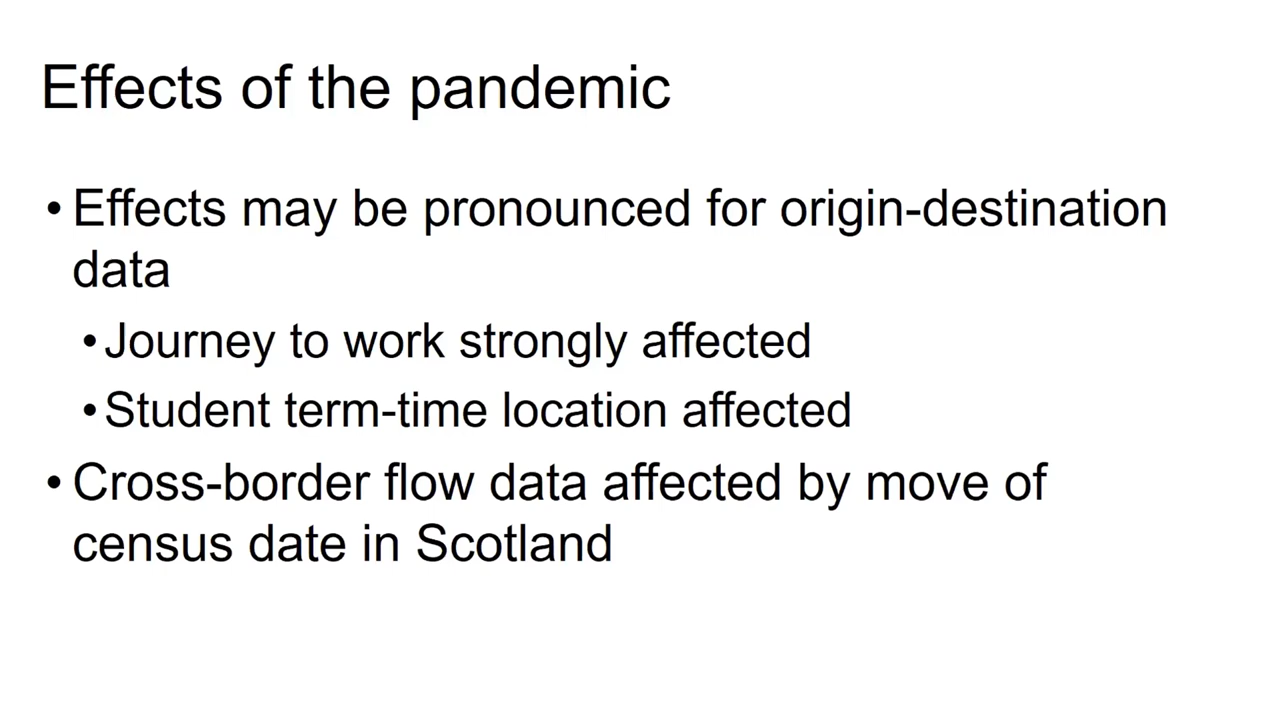 Effects of the pandemic
• Effects may be pronounced for origin-destination
data
• Journey to work strongly affected
• Student term-time location affected
• Cross-border flow data affected by move of
census date in Scotland